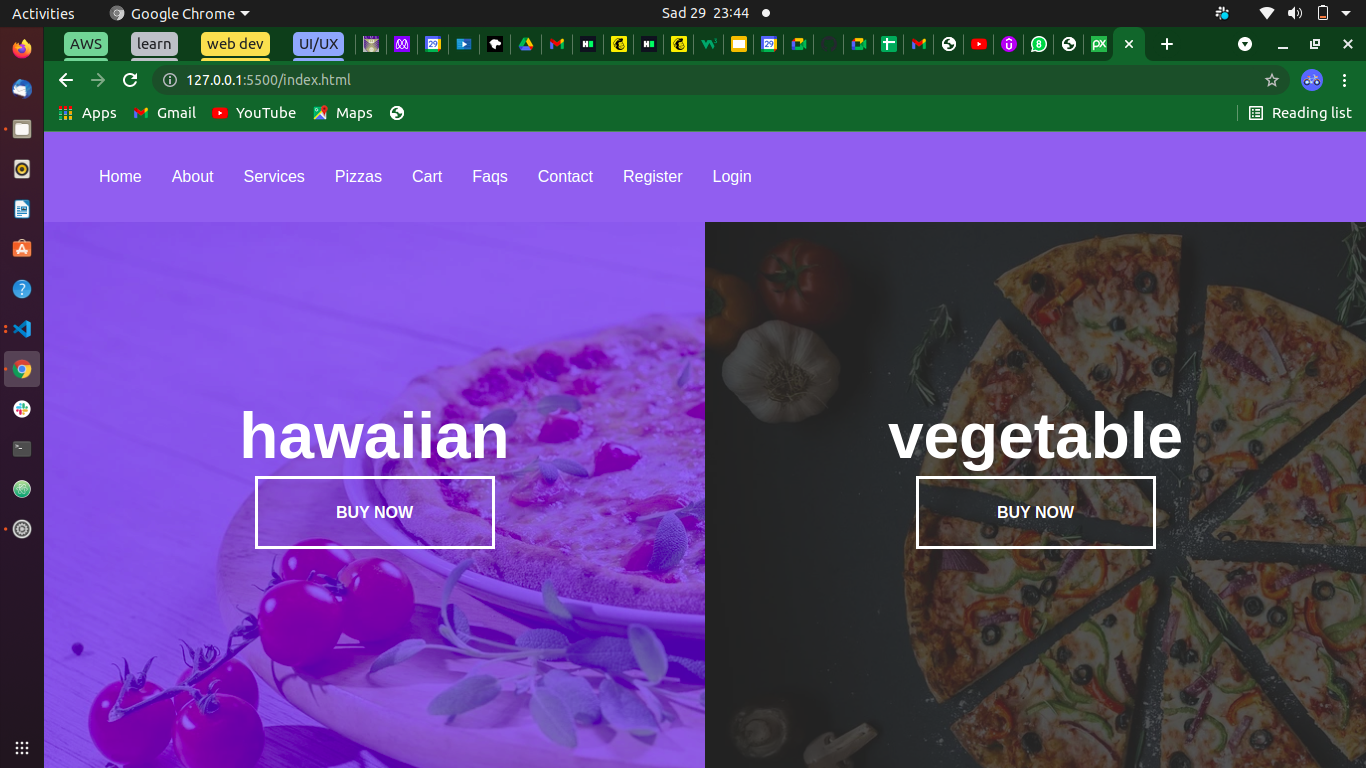 Activities Google Chrome Sad 29 23:44
AWS learn web dev UI/UX
127.0.0.1:5500/index.html
Apps Gmail YouTube Maps Reading list
Home About Services Pizzas Cart Faqs Contact Register Login
hawaiian vegetable
BUY NOW BUY NOW